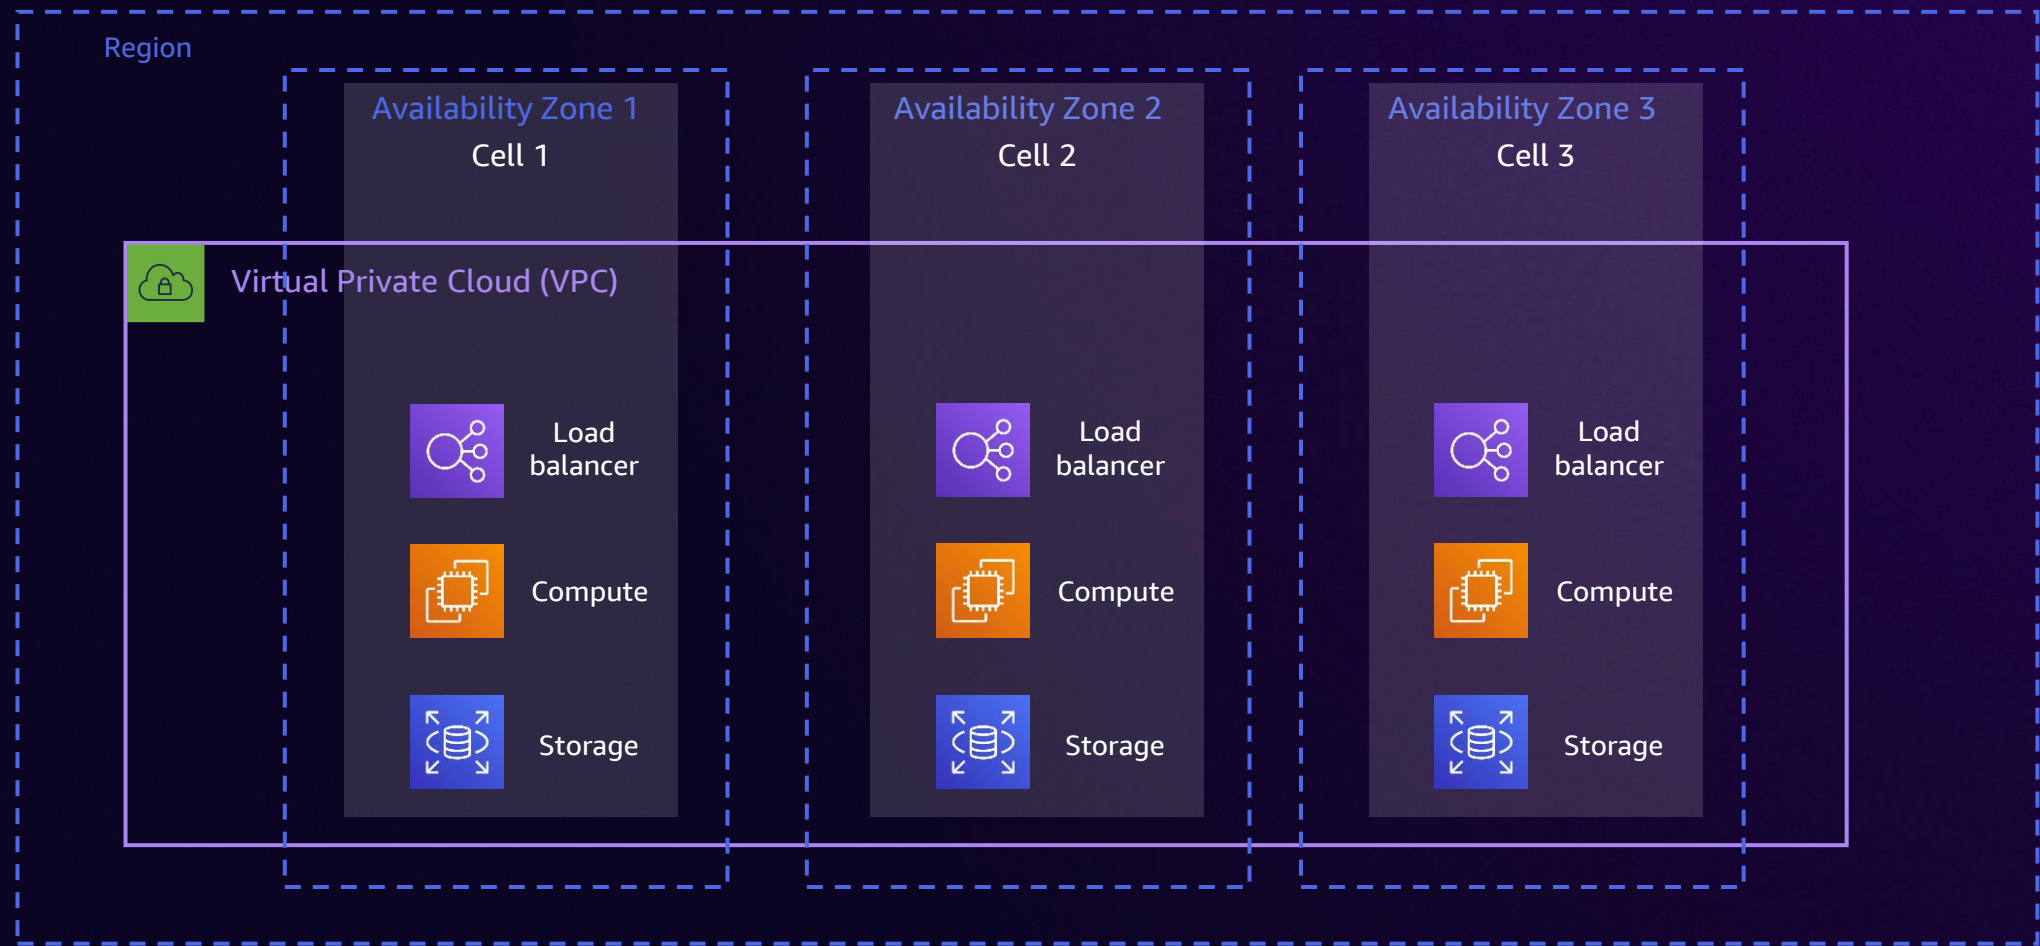 Region
Availability Zone 1
Cell 1
Availability Zone 2
Cell 2
Availability Zone 3
Cell 3
Virtual Private Cloud (VPC)
Load
balancer
Load
balancer
Load
balancer
Compute
Compute
Compute
Storage
Storage
Storage